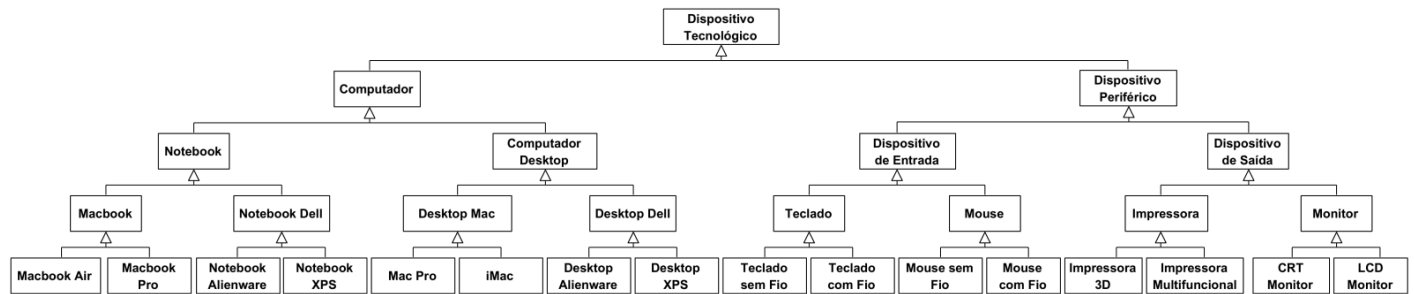 Dispositivo
Tecnológico
Computador
Dispositivo
Periférico
Notebook
Computador
Desktop
Dispositivo
de Entrada
Dispositivo
de Saída
Macbook
Notebook Dell
Desktop Mac
Desktop Dell
Teclado
Mouse
Impressora
Monitor
Macbook Air
Macbook
Pro
Notebook
Alienware
Notebook
XPS
Mac Pro
iMac
Desktop
Alienware
Desktop
XPS
Teclado
sem Fio
Teclado
com Fio
Mouse sem
Fio
Mouse
com Fio
Impressora
3D
Impressora
Multifuncional
CRT
Monitor
LCD
Monitor